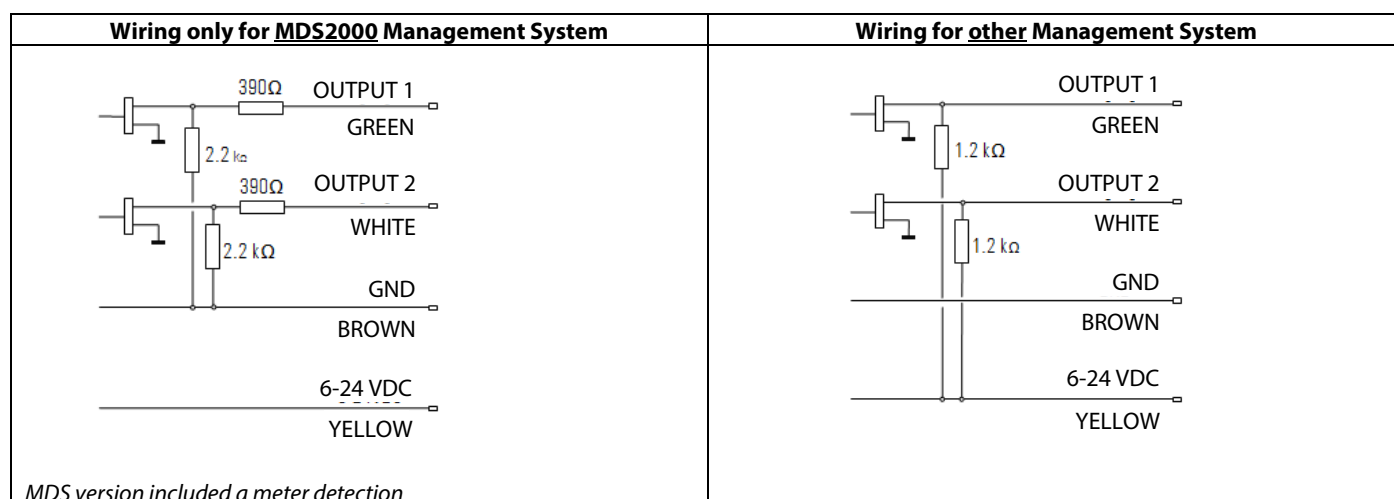 Wiring only for MDS2000 Management System
Wiring for other Management System
390Ω OUTPUT 1
GREEN
2.2 kΩ
390Ω OUTPUT 2
WHITE
2.2 kΩ
GND
BROWN
6-24 VDC
YELLOW
MDS version included a meter detection
OUTPUT 1
GREEN
1.2 kΩ
OUTPUT 2
WHITE
1.2 kΩ
GND
BROWN
6-24 VDC
YELLOW